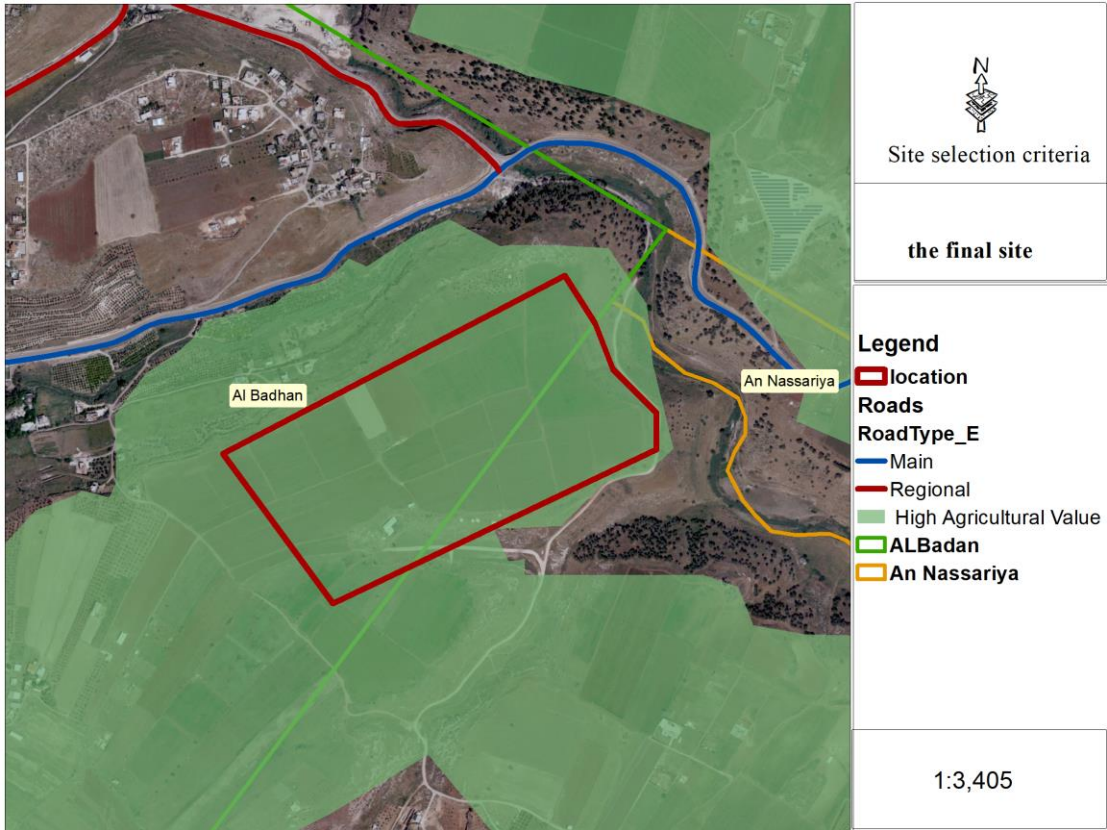 N
Site selection criteria
the final site
Al Badhan
An Nassariya
Legend
location
Roads
RoadType_E
Main
Regional
High Agricultural Value
ALBadan
An Nassariya
1:3,405